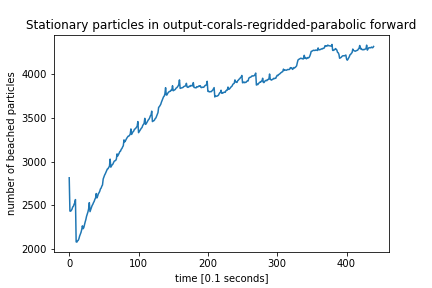 Stationary particles in output-corals-regridded-parabolic forward
number of beached particles
4000
3500
3000
2500
2000
0 100 200 300 400
time [0.1 seconds]